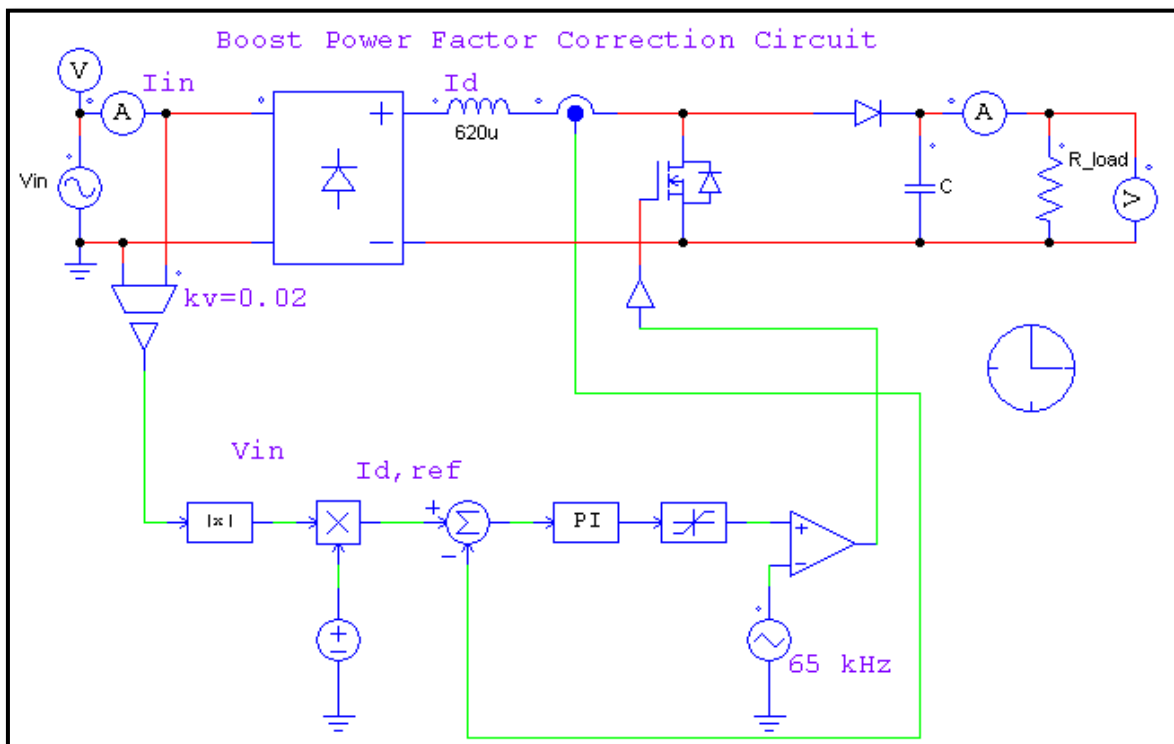 Boost Power Factor Correction Circuit
V
Iin
A
Id
620u
A
R_load
V
Vin
C
kv=0.02
Vin
Id,ref
|x|
PI
65 kHz